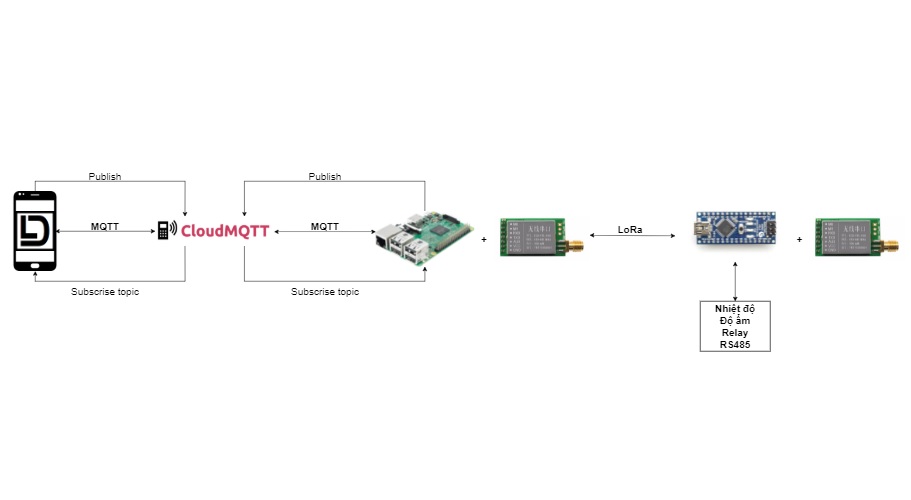 Publish
Publish
MQTT
CloudMQTT
MQTT
LoRa
+
+
Subscrise topic
Subscrise topic
Nhiệt độ
Độ ẩm
Relay
RS485